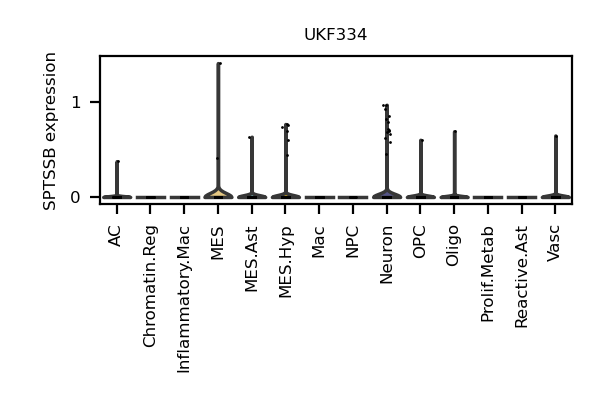 UKF334
SPTSSB expression
1
0
AC
Chromatin.Reg
Inflammatory.Mac
MES
MES.Ast
MES.Hyp
Mac
NPC
Neuron
OPC
Oligo
Prolif.Metab
Reactive.Ast
Vasc